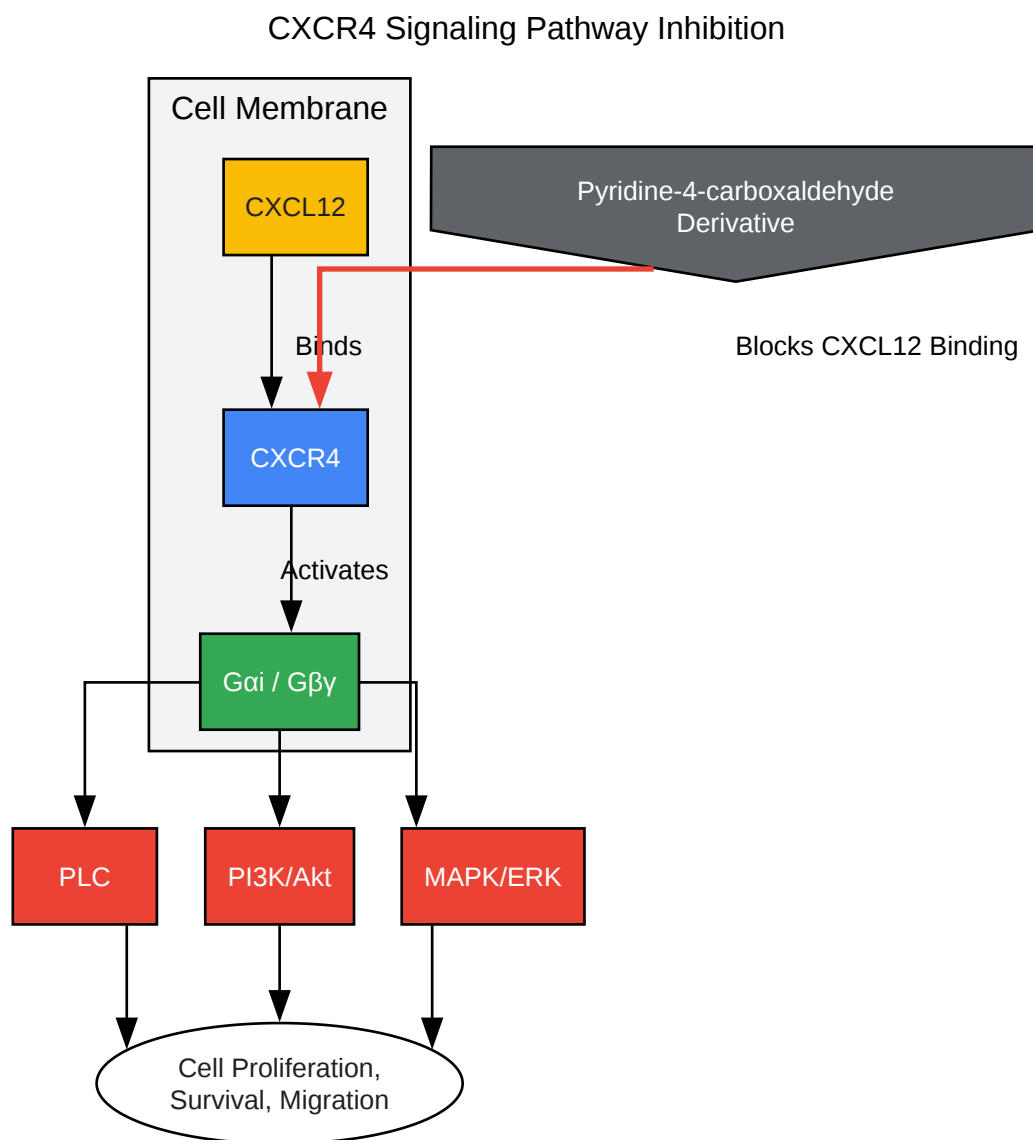 CXCR4 Signaling Pathway Inhibition
Cell Membrane
CXCL12
Pyridine-4-carboxaldehyde
Derivative
Binds
Blocks CXCL12 Binding
CXCR4
Activates
Gαi / Gβγ
PLC
PI3K/Akt
MAPK/ERK
Cell Proliferation,
Survival, Migration